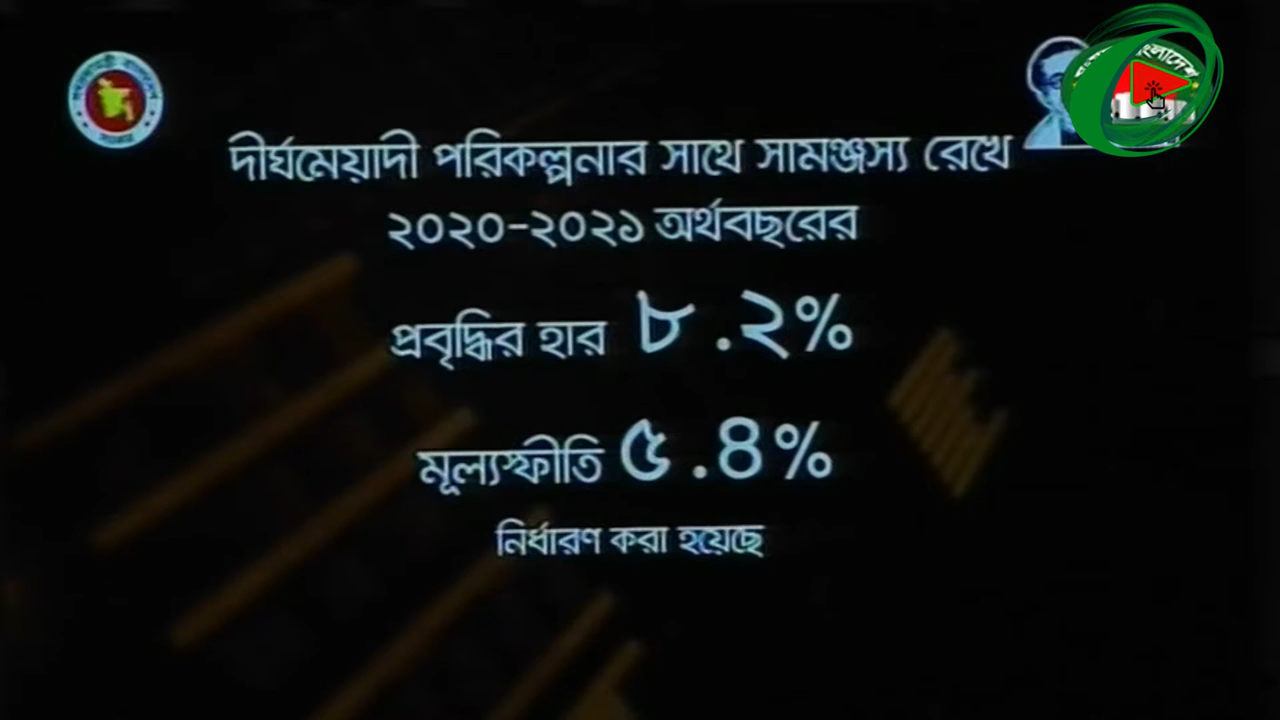 দীর্ঘমেয়াদী পরিকল্পনার সাথে সামঞ্জস্য রেখে
২০২০-২০২১ অর্থবছরের
প্রবৃদ্ধির হার ৮.২%
মূল্যস্ফীতি ৫.৪%
নির্ধারণ করা হয়েছে